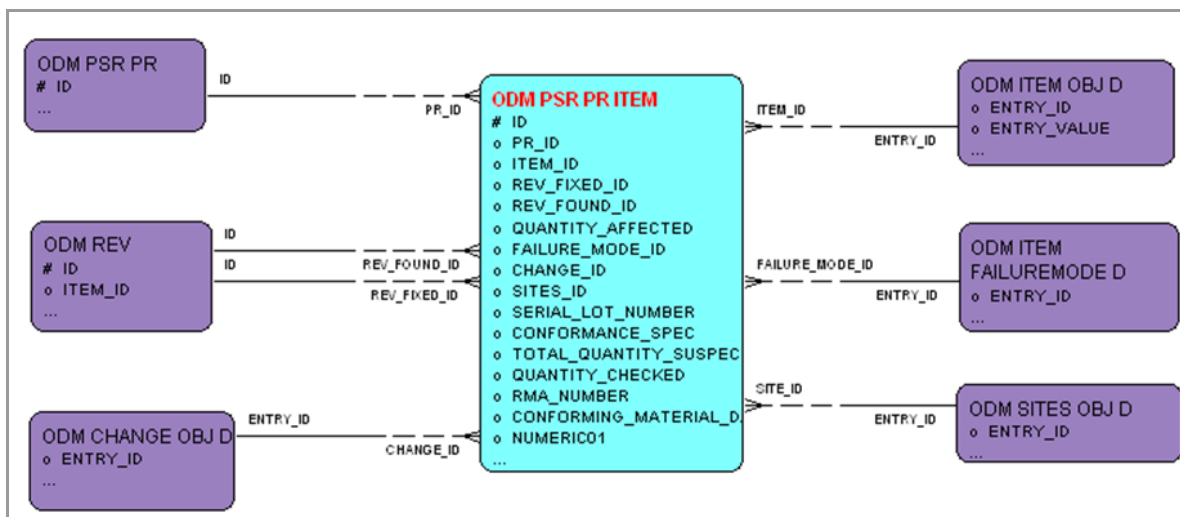 ODM PSR PR
# ID
...
ID
PR_ID
ODM REV
# ID
o ITEM_ID
...
ID
REV_FOUND_ID
ID
REV_FIXED_ID
ODM CHANGE OBJ D
o ENTRY_ID
...
ENTRY_ID
CHANGE_ID
ODM PSR PR ITEM
# ID
o PR_ID
o ITEM_ID
o REV_FIXED_ID
o REV_FOUND_ID
o QUANTITY_AFFECTED
o FAILURE_MODE_ID
o CHANGE_ID
o SITES_ID
o SERIAL_LOT_NUMBER
o CONFORMANCE_SPEC
o TOTAL_QUANTITY_SUSPEC
o QUANTITY_CHECKED
o RMA_NUMBER
o CONFORMING_MATERIAL_D.
o NUMERIC01
...
ITEM_ID
ENTRY_ID
ODM ITEM OBJ D
o ENTRY_ID
o ENTRY_VALUE
...
FAILURE_MODE_ID
ENTRY_ID
ODM ITEM
FAILUREMODE D
o ENTRY_ID
...
SITE_ID
ENTRY_ID
ODM SITES OBJ D
o ENTRY_ID
...